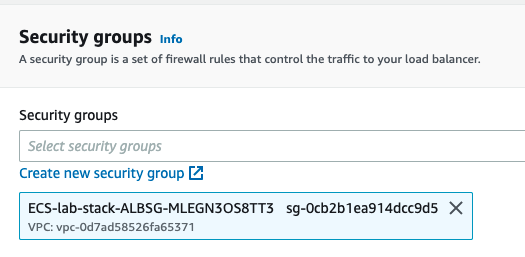 Security groups Info
A security group is a set of firewall rules that control the traffic to your load balancer.
Security groups
Select security groups
Create new security group
ECS-lab-stack-ALBSG-MLEGN3OS8TT3 sg-0cb2b1ea914dcc9d5
VPC: vpc-0d7ad58526fa65371